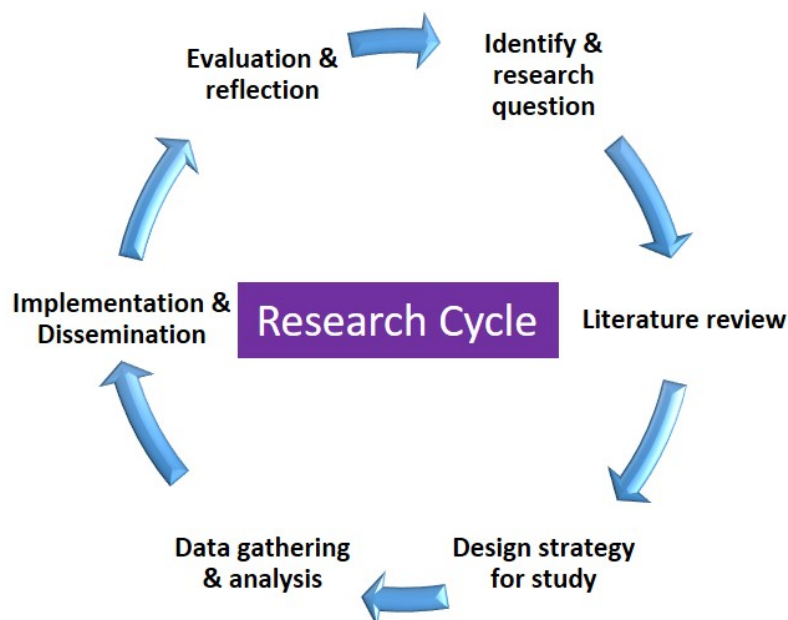 Evaluation &
reflection
Identify &
research
question
Implementation &
Dissemination
Research Cycle
Literature review
Data gathering
& analysis
Design strategy
for study